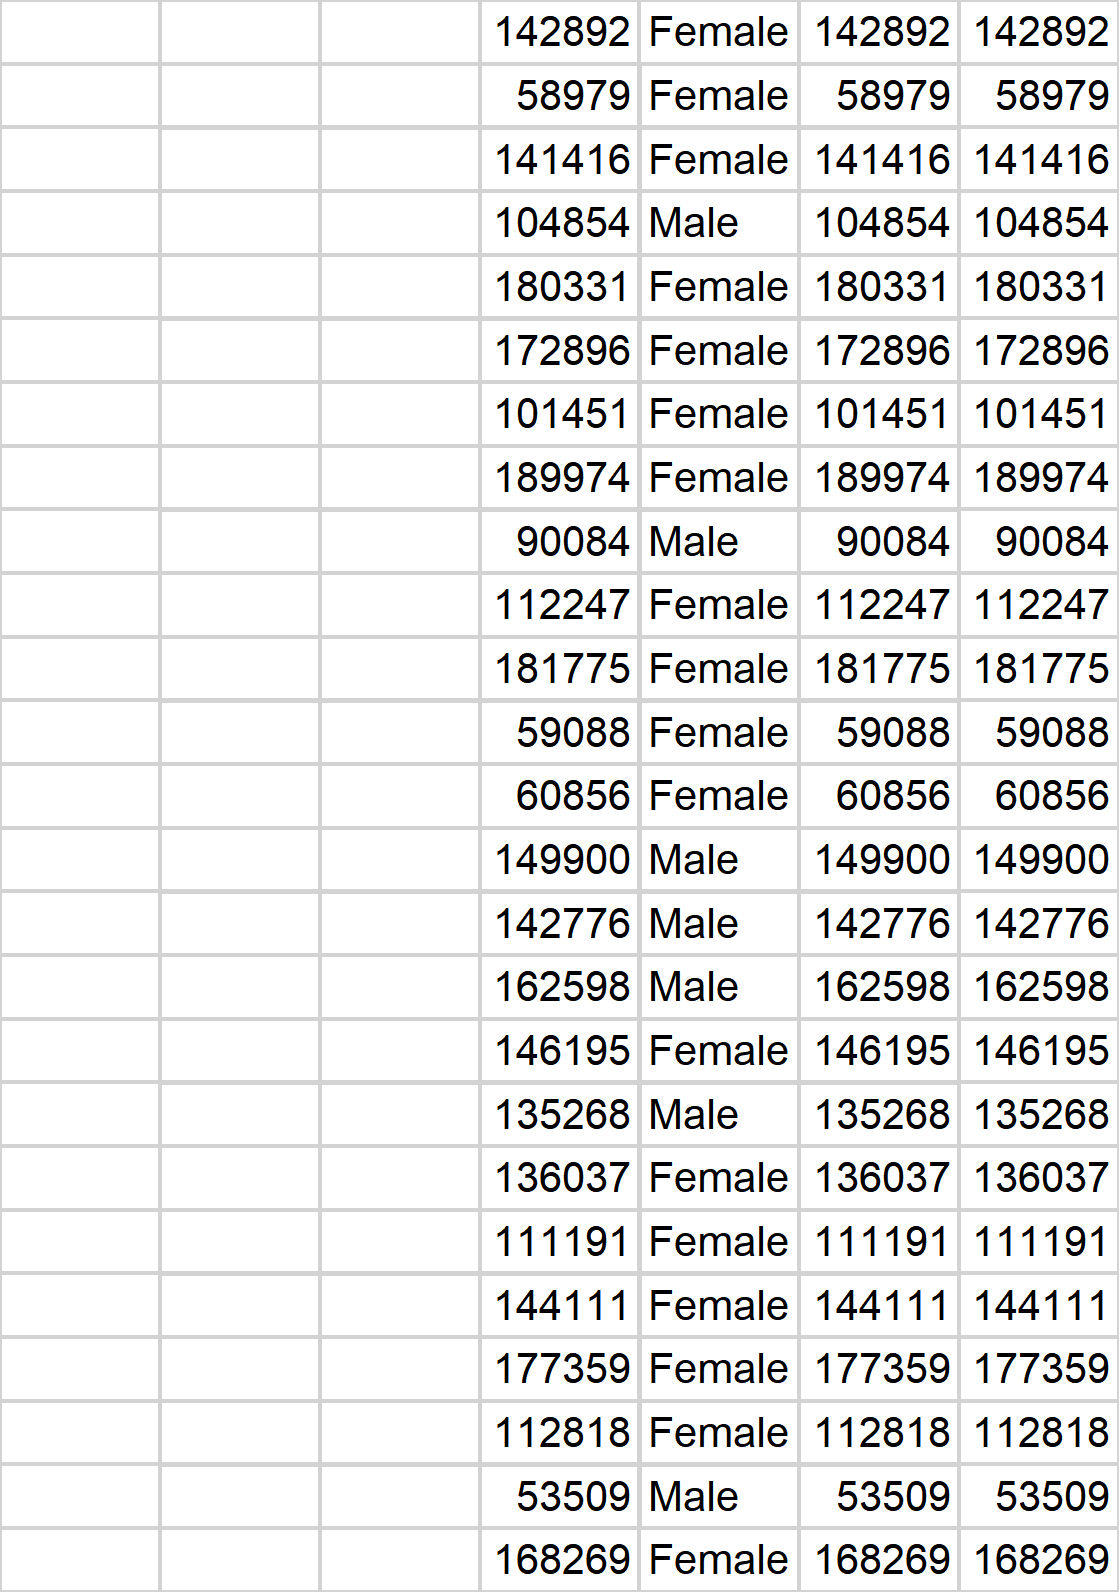 142892 Female 142892 142892
58979 Female 58979 58979
141416 Female 141416 141416
104854 Male 104854 104854
180331 Female 180331 180331
172896 Female 172896 172896
101451 Female 101451 101451
189974 Female 189974 189974
90084 Male 90084 90084
112247 Female 112247 112247
181775 Female 181775 181775
59088 Female 59088 59088
60856 Female 60856 60856
149900 Male 149900 149900
142776 Male 142776 142776
162598 Male 162598 162598
146195 Female 146195 146195
135268 Male 135268 135268
136037 Female 136037 136037
111191 Female 111191 111191
144111 Female 144111 144111
177359 Female 177359 177359
112818 Female 112818 112818
53509 Male 53509 53509
168269 Female 168269 168269